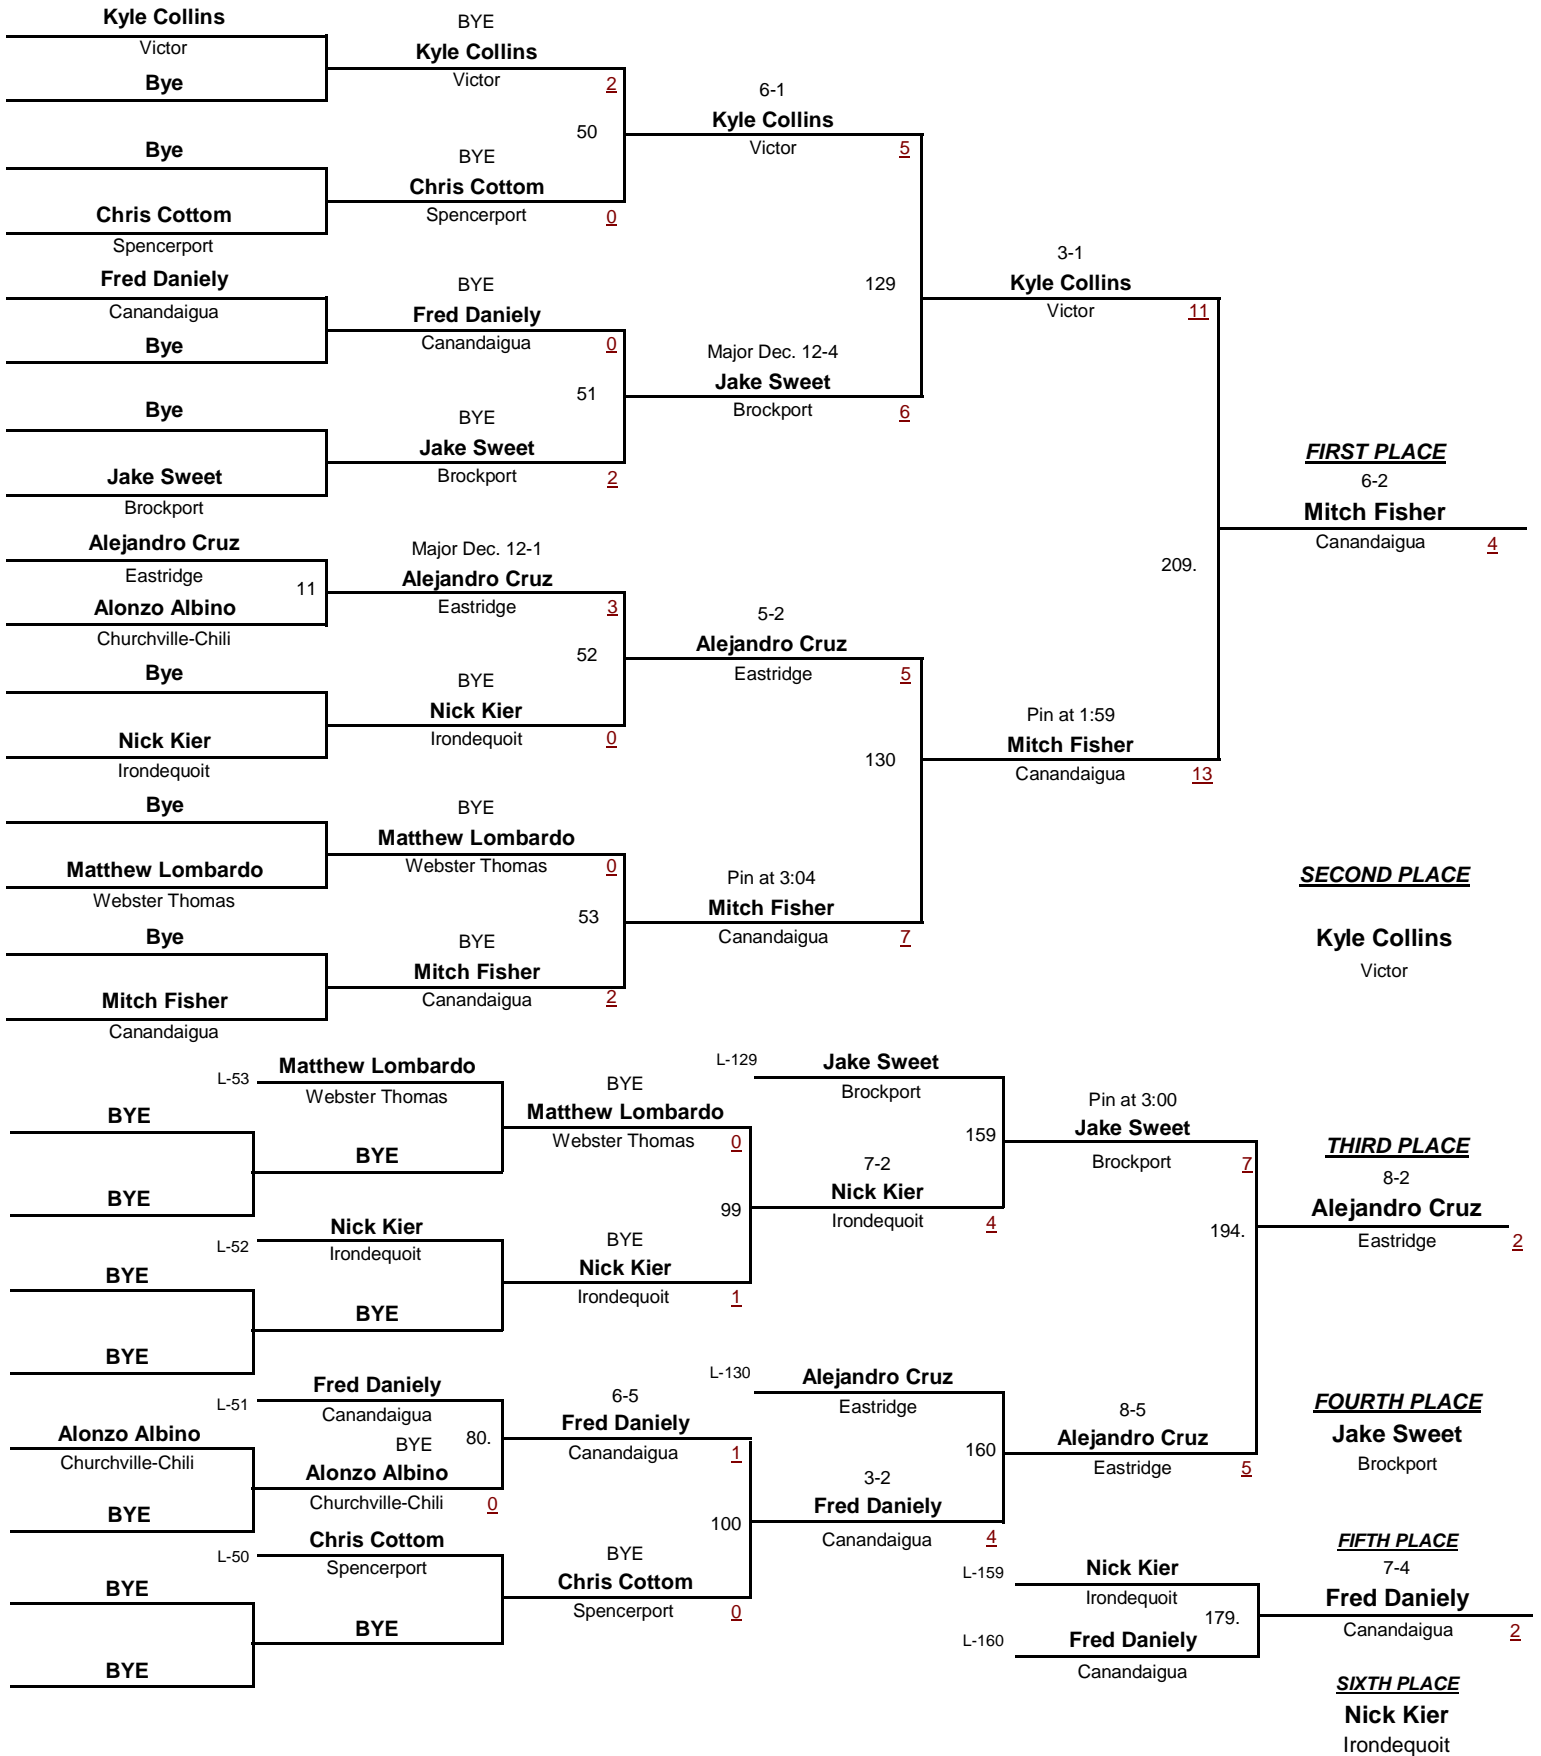 Kyle Collins
Victor
Bye
BYE
Kyle Collins
Victor
2
50
Bye
Chris Cottom
Spencerport
BYE
Chris Cottom
Spencerport
0
6-1
Kyle Collins
Victor
5
Fred Daniely
Canandaigua
Bye
BYE
Fred Daniely
Canandaigua
0
51
Bye
Jake Sweet
Brockport
BYE
Jake Sweet
Brockport
2
129
Major Dec. 12-4
Jake Sweet
Brockport
6
3-1
Kyle Collins
Victor
11
Alejandro Cruz
Eastridge
11
Alonzo Albino
Churchville-Chili
Major Dec. 12-1
Alejandro Cruz
Eastridge
3
52
Bye
Nick Kier
Irondequoit
BYE
Nick Kier
Irondequoit
0
5-2
Alejandro Cruz
Eastridge
5
130
Bye
Matthew Lombardo
Webster Thomas
BYE
Matthew Lombardo
Webster Thomas
0
53
Bye
Mitch Fisher
Canandaigua
BYE
Mitch Fisher
Canandaigua
2
Pin at 3:04
Mitch Fisher
Canandaigua
7
Pin at 1:59
Mitch Fisher
Canandaigua
13
209.
FIRST PLACE
6-2
Mitch Fisher
Canandaigua
4
SECOND PLACE
Kyle Collins
Victor
L-53
Matthew Lombardo
Webster Thomas
BYE
BYE
BYE
BYE
Matthew Lombardo
Webster Thomas
0
99
L-52
Nick Kier
Irondequoit
BYE
BYE
BYE
BYE
Nick Kier
Irondequoit
1
L-129
Jake Sweet
Brockport
159
7-2
Nick Kier
Irondequoit
4
Pin at 3:00
Jake Sweet
Brockport
7
194.
L-51
Fred Daniely
Canandaigua
80.
Alonzo Albino
Churchville-Chili
BYE
BYE
Alonzo Albino
Churchville-Chili
0
6-5
Fred Daniely
Canandaigua
1
100
L-50
Chris Cottom
Spencerport
BYE
BYE
BYE
BYE
Chris Cottom
Spencerport
0
L-130
Alejandro Cruz
Eastridge
160
3-2
Fred Daniely
Canandaigua
4
8-5
Alejandro Cruz
Eastridge
5
THIRD PLACE
8-2
Alejandro Cruz
Eastridge
2
FOURTH PLACE
Jake Sweet
Brockport
L-159
Nick Kier
Irondequoit
179.
L-160
Fred Daniely
Canandaigua
FIFTH PLACE
7-4
Fred Daniely
Canandaigua
2
SIXTH PLACE
Nick Kier
Irondequoit